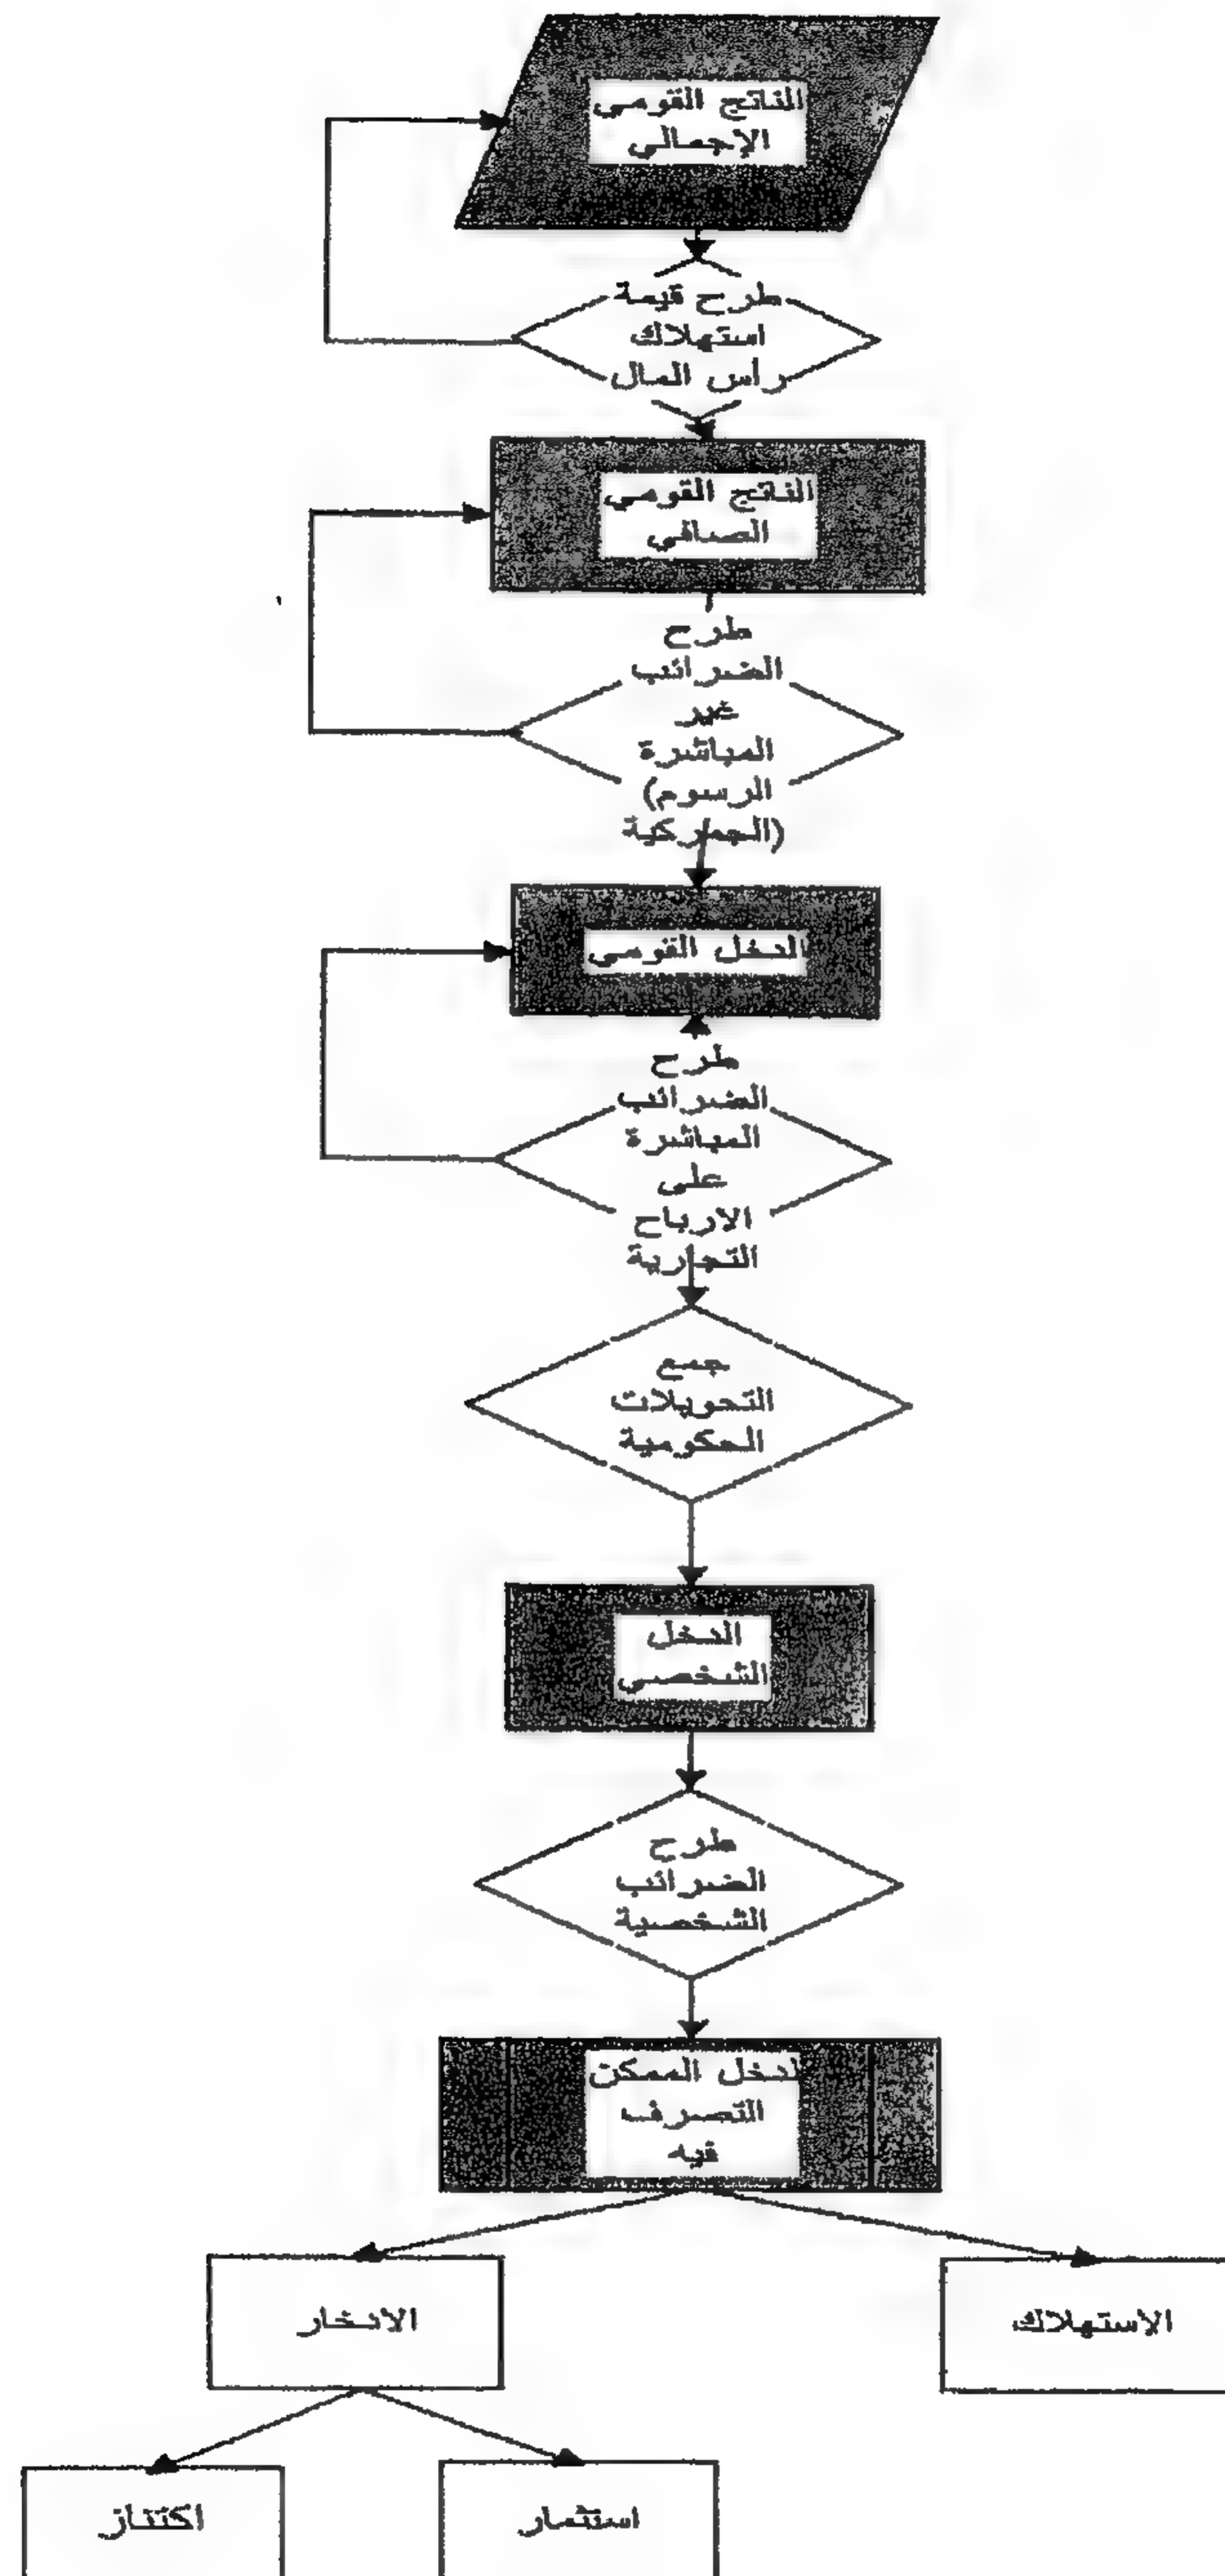 الناتج القومي
الإجمالي
طرح قيمة
استهلاك
رأس المال
الناتج القومي
الصافي
طرح
الضرائب
غير
المباشرة
(الرسوم
الجمركية)
الدخل القومي
طرح
الضرائب
المباشرة
على
الارباح
التجارية
جمع
التحويلات
الحكومية
الدخل
الشخصي
طرح
الضرائب
الشخصية
لدخل الممكن
التصرف
فيه
الاستهلاك
الادخار
استثمار
اكتناز